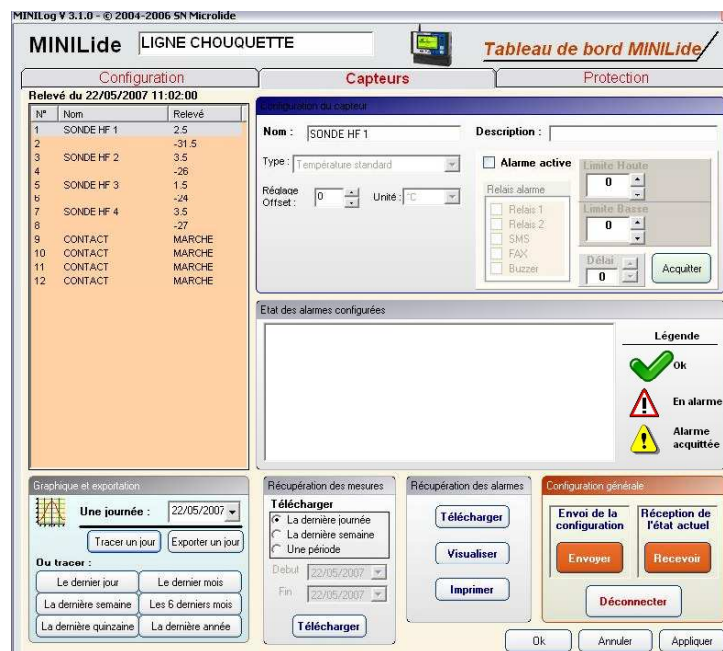 MINILog V 3.1.0 - © 2004-2006 SN Microlide
MINILide LIGNE CHOUQUETTE
Tableau de bord MINILide
Configuration Capteurs Protection
Relevé du 22/05/2007 11:02:00
N° Nom Relevé
1 SONDE HF 1 2.5
2 -31.5
3 SONDE HF 2 3.5
4 -26
5 SONDE HF 3 1.5
6 -24
7 SONDE HF 4 3.5
8 -27
9 CONTACT MARCHE
10 CONTACT MARCHE
11 CONTACT MARCHE
12 CONTACT MARCHE
Configuration du capteur
Nom : SONDE HF 1 Description :
Type : Température standard
Réglage Offset : 0 Unité : °C
Alarme active
Relais alarme
Relais 1
Relais 2
SMS
FAX
Buzzer
Limite Haute
0
Limite Basse
0
Délai
0
Acquitter
Etat des alarmes configurées
Légende
Ok
En alarme
Alarme
acquittée
Graphique et exportation
Une journée : 22/05/2007
Tracer un jour Exporter un jour
Ou tracer :
Le dernier jour Le dernier mois
La dernière semaine Les 6 derniers mois
La dernière quinzaine La dernière année
Récupération des mesures
Télécharger
La dernière journée
La dernière semaine
Une période
Debut 22/05/2007
Fin 22/05/2007
Télécharger
Récupération des alarmes
Télécharger
Visualiser
Imprimer
Configuration générale
Envoi de la
configuration
Envoyer
Réception de
l'état actuel
Recevoir
Déconnecter
Ok Annuler Appliquer